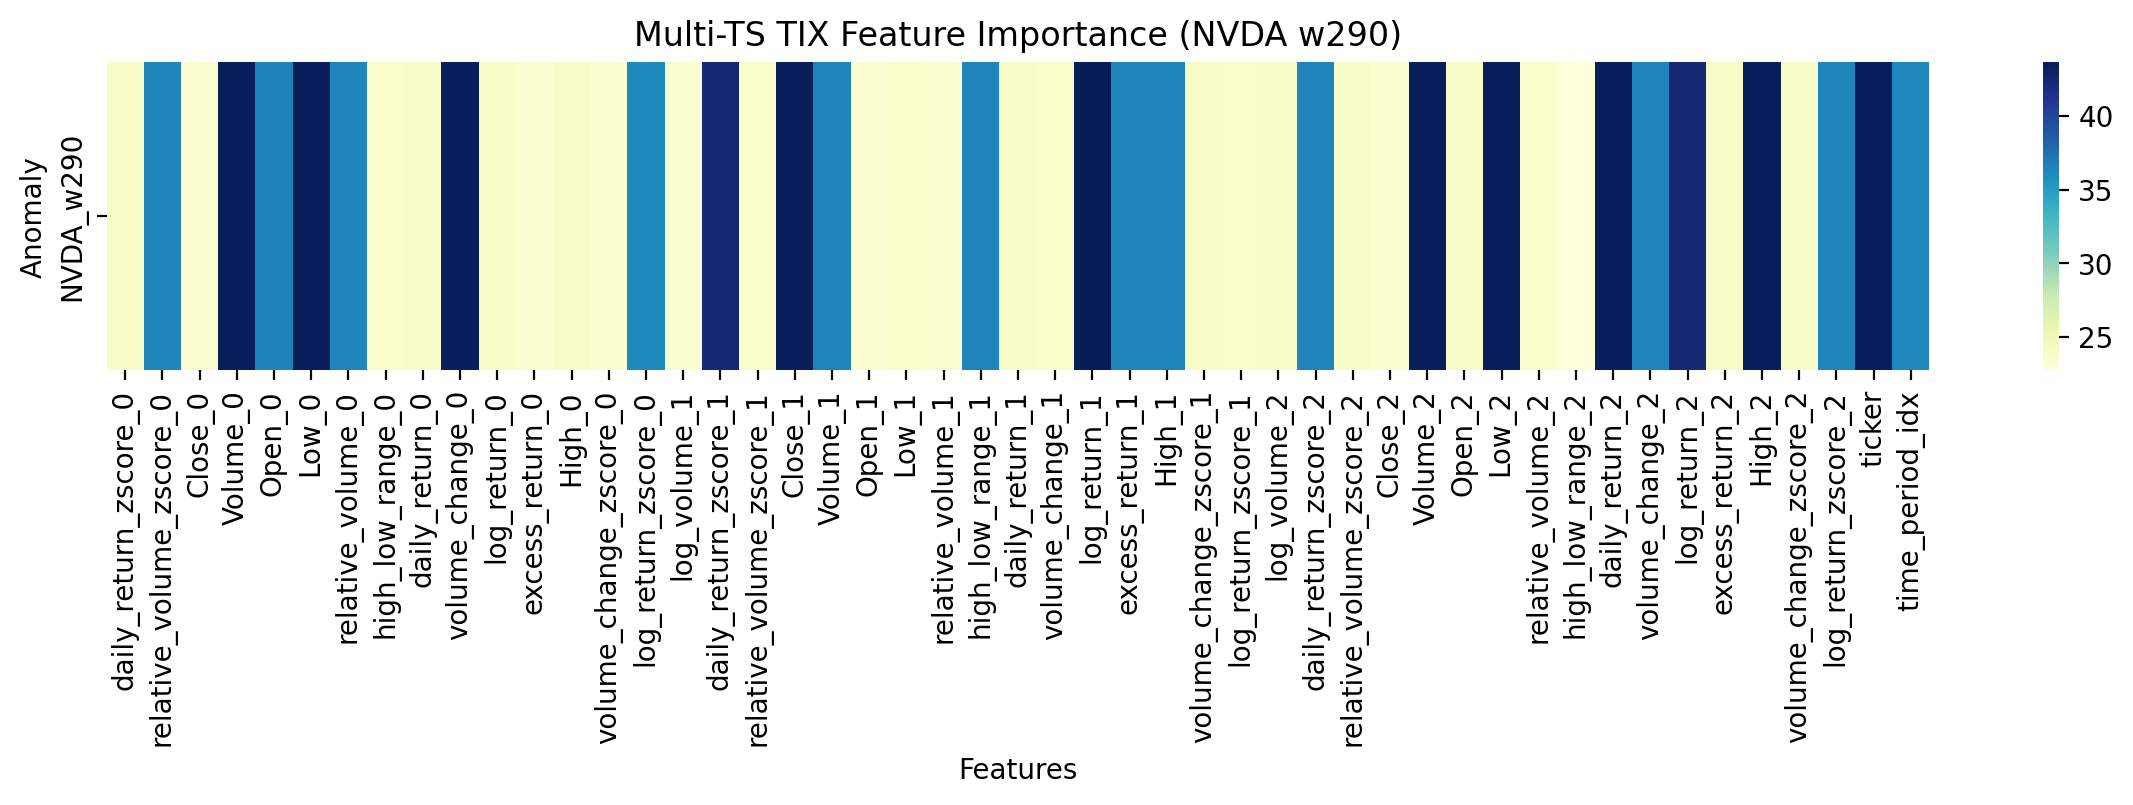 Multi-TS TIX Feature Importance (NVDA w290)
Anomaly
NVDA_w290
40
35
30
25
daily_return_zscore_0
relative_volume_zscore_0
Close_0
Volume_0
Open_0
Low_0
relative_volume_0
high_low_range_0
daily_return_0
volume_change_0
log_return_0
excess_return_0
High_0
volume_change_zscore_0
log_return_zscore_0
log_volume_1
daily_return_zscore_1
relative_volume_zscore_1
Close_1
Volume_1
Open_1
Low_1
relative_volume_1
high_low_range_1
daily_return_1
volume_change_1
log_return_1
excess_return_1
High_1
volume_change_zscore_1
log_return_zscore_1
log_volume_2
daily_return_zscore_2
relative_volume_zscore_2
Close_2
Volume_2
Open_2
Low_2
relative_volume_2
high_low_range_2
daily_return_2
volume_change_2
log_return_2
excess_return_2
High_2
volume_change_zscore_2
log_return_zscore_2
ticker
time_period_idx
Features